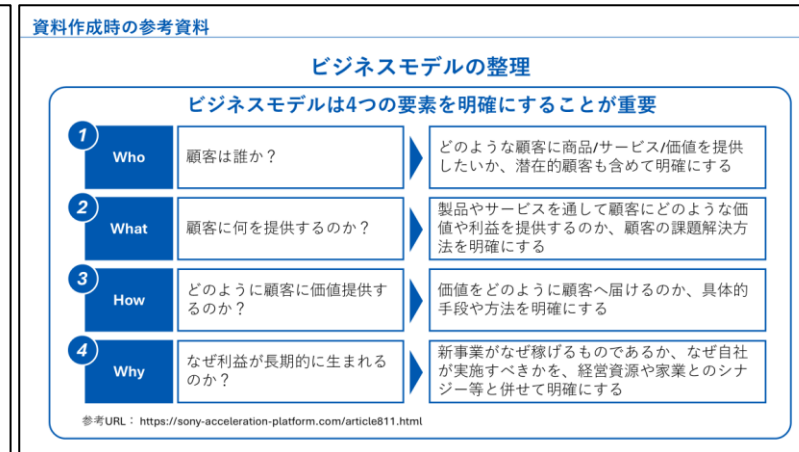 資料作成時の参考資料
ビジネスモデルの整理
ビジネスモデルは4つの要素を明確にすることが重要
1
Who
顧客は誰か？
どのような顧客に商品/サービス/価値を提供
したいか、潜在的顧客も含めて明確にする
2
What
顧客に何を提供するのか？
製品やサービスを通して顧客にどのような価
値や利益を提供するのか、顧客の課題解決方
法を明確にする
3
How
どのように顧客に価値提供す
るのか？
価値をどのように顧客へ届けるのか、具体的
手段や方法を明確にする
4
Why
なぜ利益が長期的に生まれる
のか？
新事業がなぜ稼げるものであるか、なぜ自社
が実施すべきかを、経営資源や家業とのシナ
ジー等と併せて明確にする
参考URL： https://sony-acceleration-platform.com/article811.html